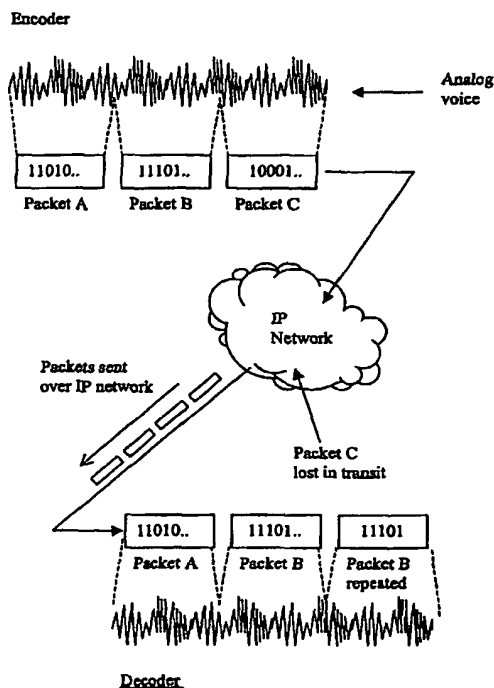 Encoder
Analog
voice
11010.. 11101.. 10001..
Packet A Packet B Packet C
IP
Network
Packets sent
over IP network
Packet C
lost in transit
11010.. 11101.. 11101
Packet A Packet B Packet B
repeated
Decoder